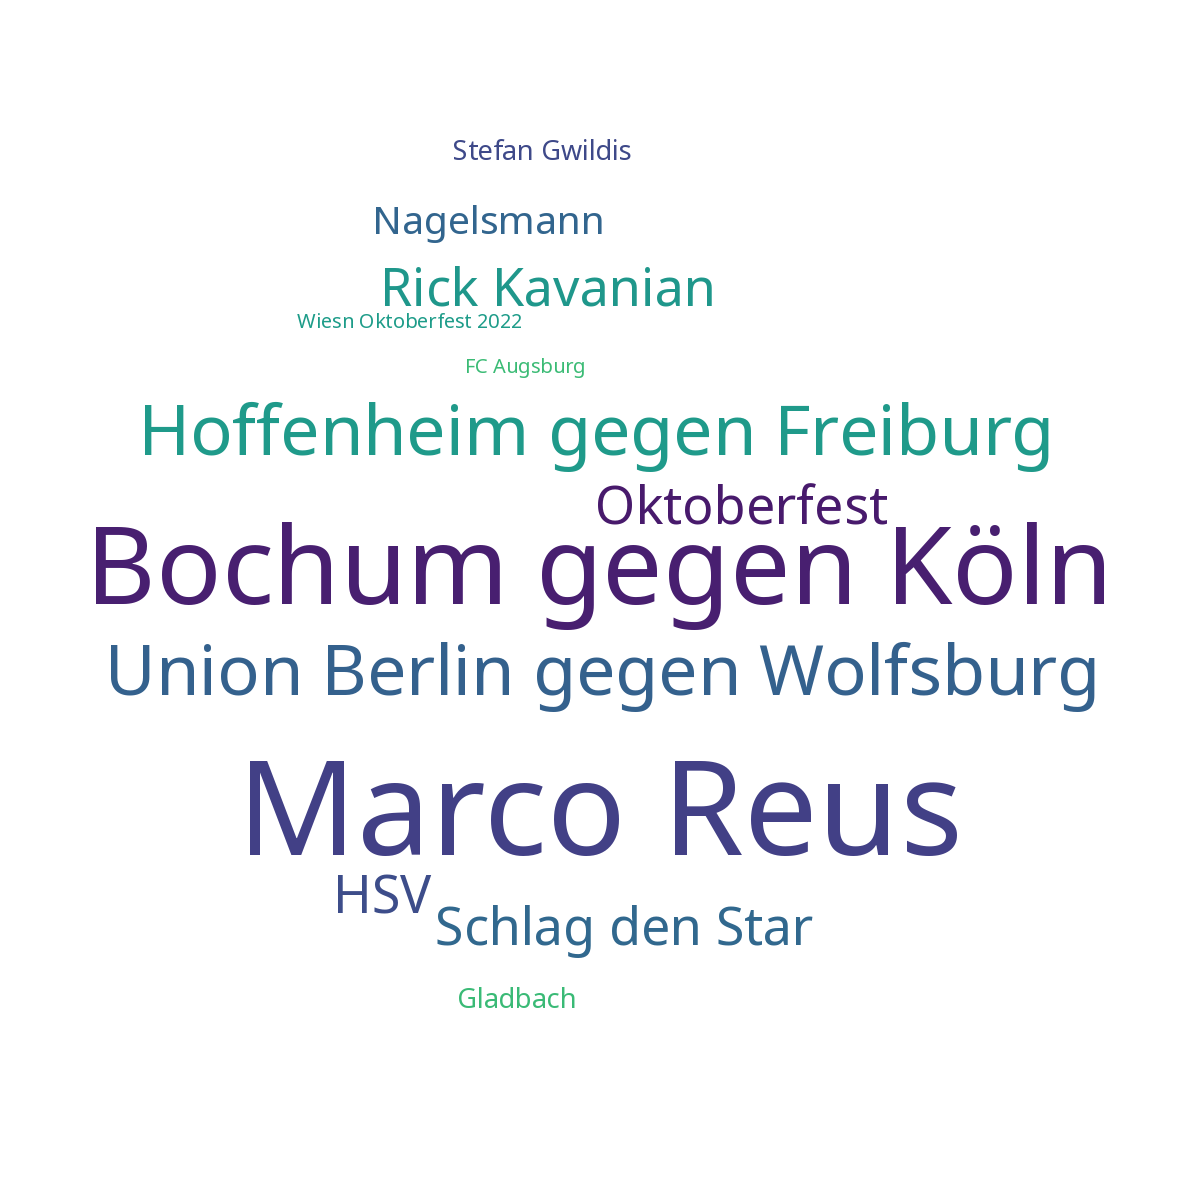 Stefan Gwildis
Nagelsmann
Rick Kavanian
Wiesn Oktoberfest 2022
FC Augsburg
Hoffenheim gegen Freiburg
Oktoberfest
Bochum gegen Köln
Union Berlin gegen Wolfsburg
Marco Reus
HSV
Schlag den Star
Gladbach